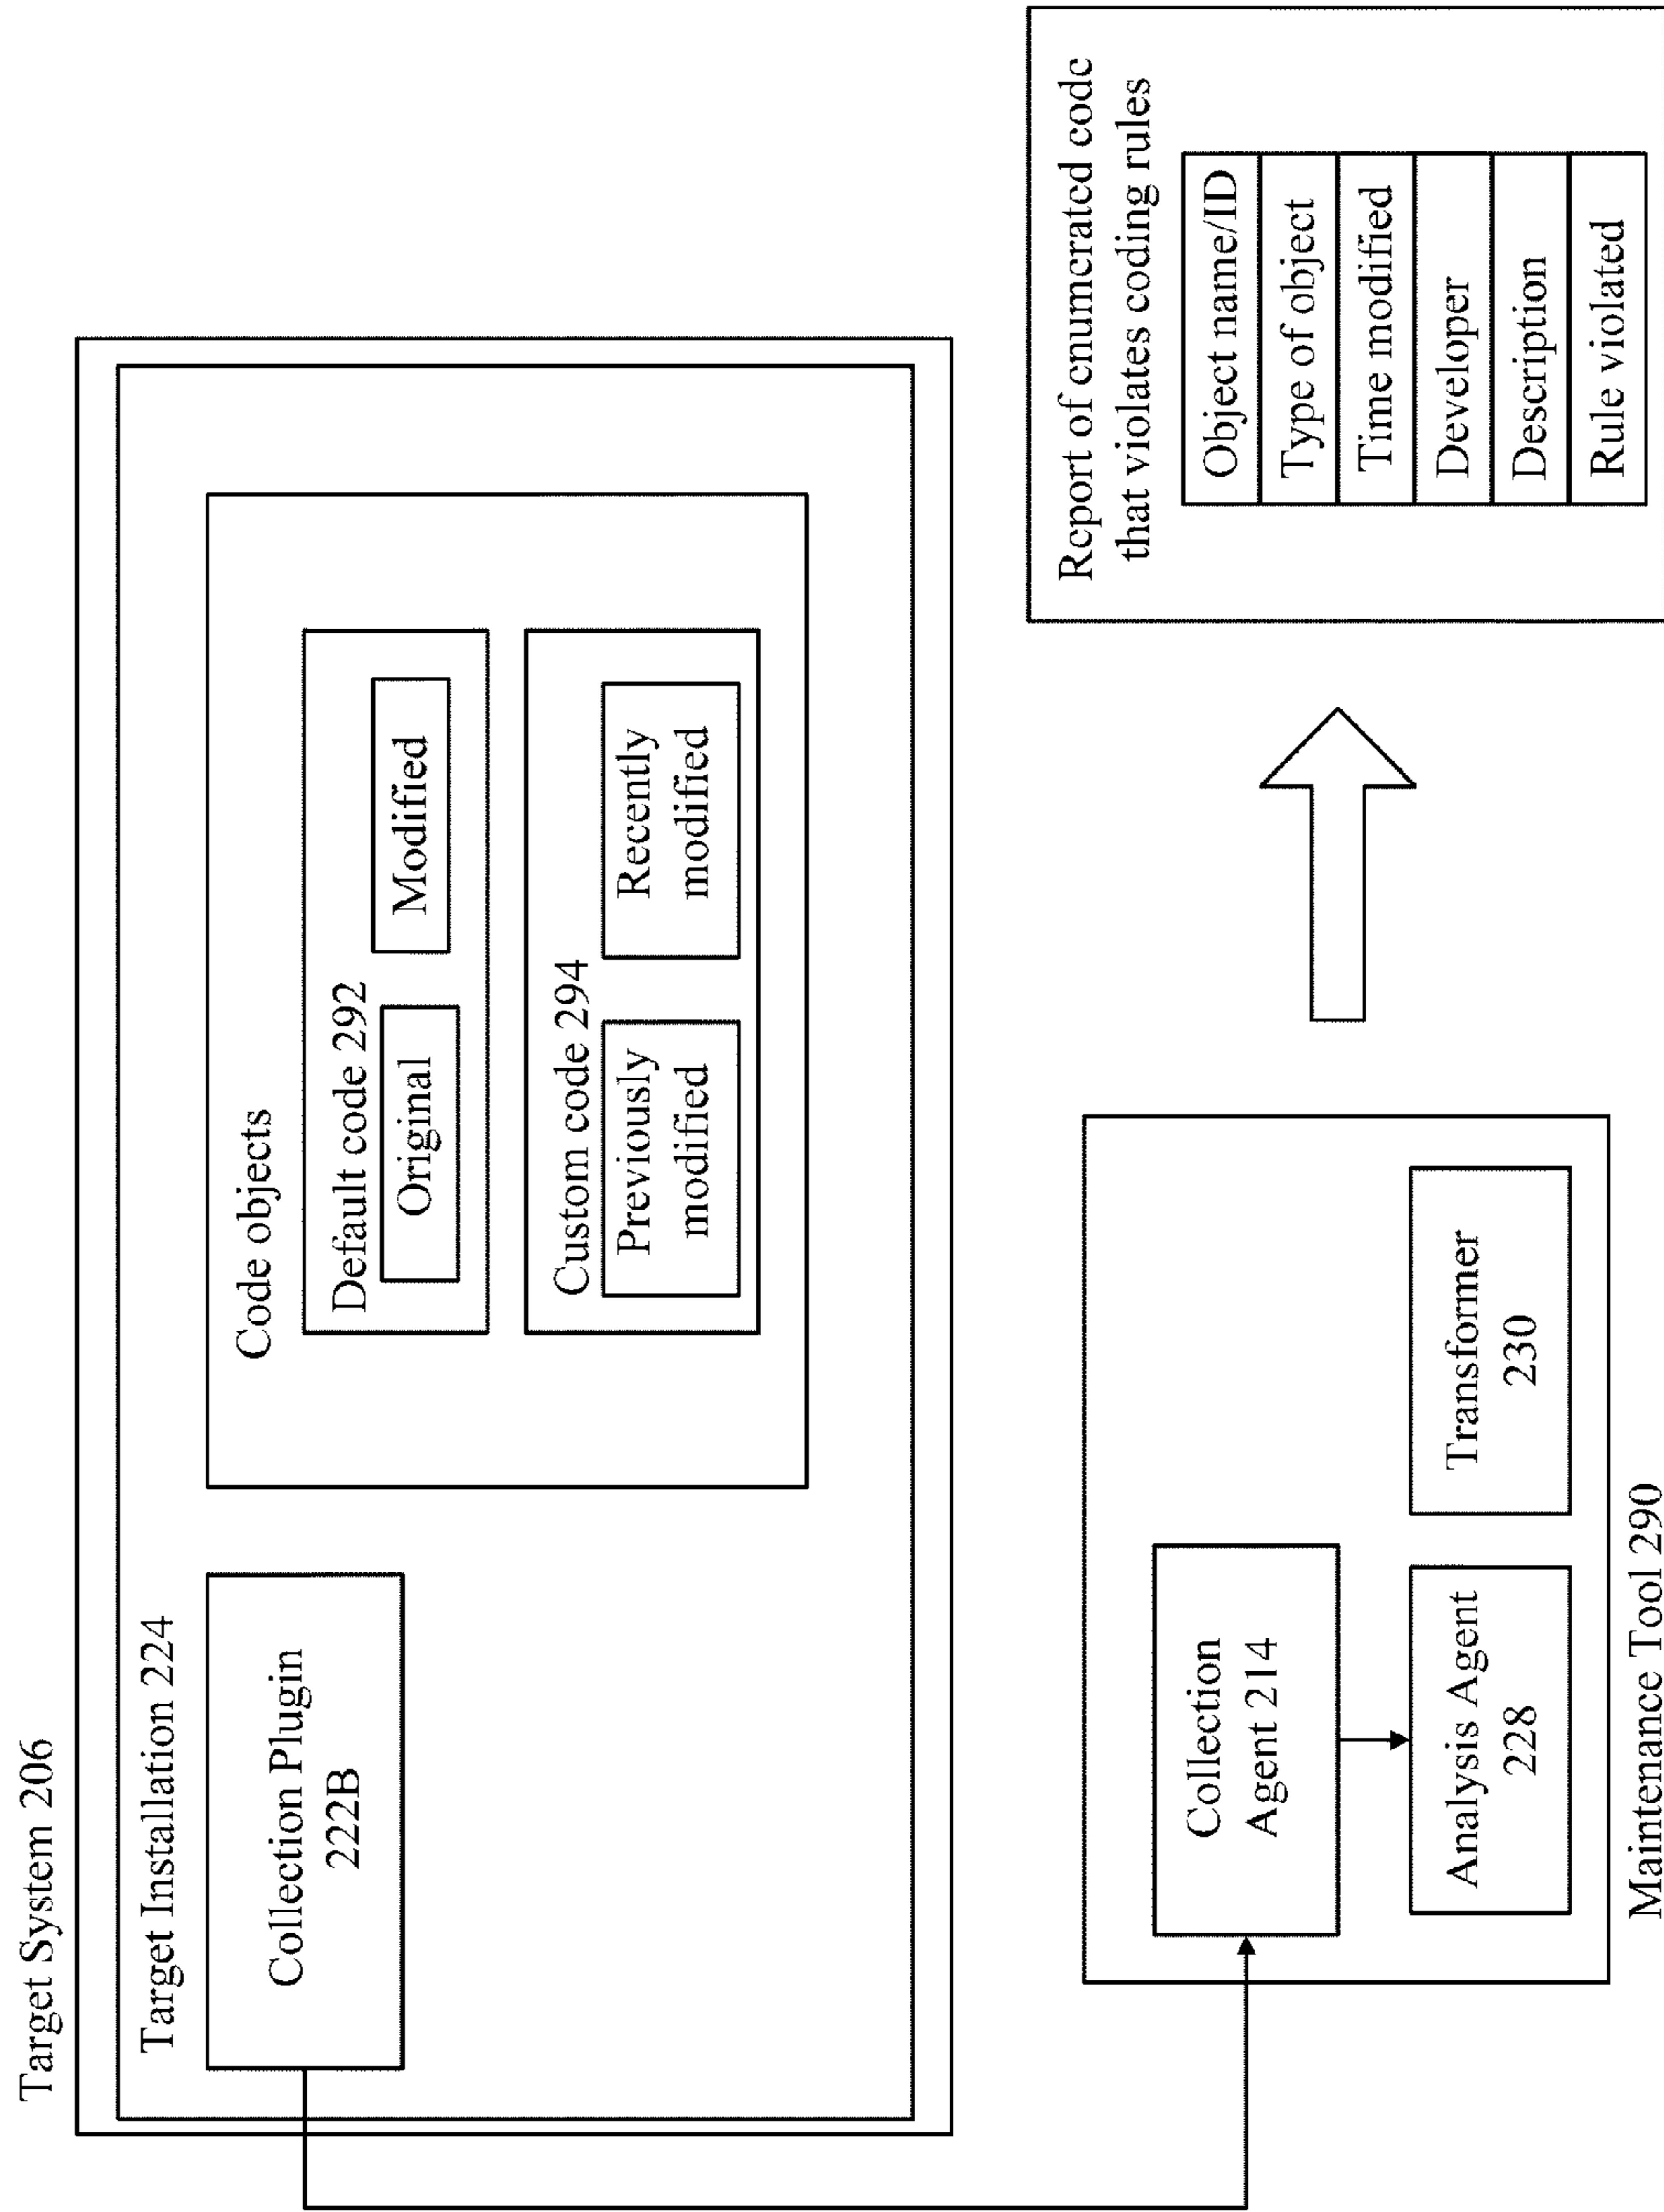 Target System 206
Target Installation 224
Collection Plugin
222B
Code objects
Default code 292
Original
Modified
Custom code 294
Previously
modified
Recently
modified
Collection
Agent 214
Analysis Agent
228
Transformer
230
Maintenance Tool 290
Report of enumerated code
that violates coding rules
Object name/ID
Type of object
Time modified
Developer
Description
Rule violated